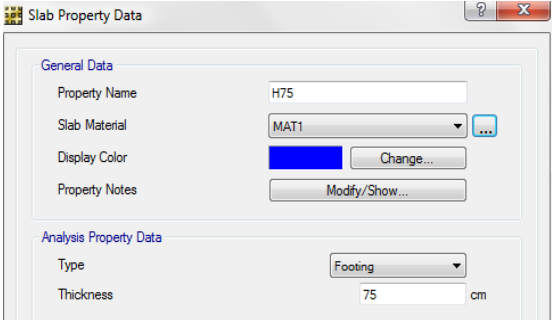 Slab Property Data
General Data
Property Name H75
Slab Material MAT1 ...
Display Color Change...
Property Notes Modify/Show...
Analysis Property Data
Type Footing
Thickness 75 cm